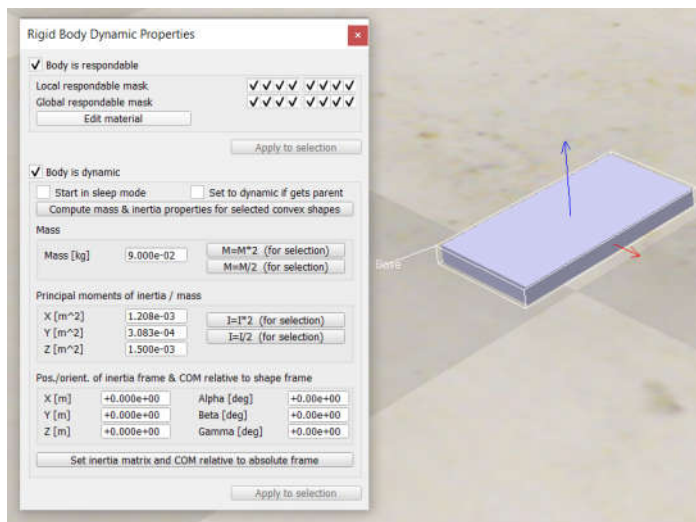 Rigid Body Dynamic Properties
Body is respondable
Local respondable mask
Global respondable mask
Edit material
Apply to selection
Body is dynamic
Start in sleep mode Set to dynamic if gets parent
Compute mass & inertia properties for selected convex shapes
Mass
Mass [kg] 9.000e-02 M=M*2 (for selection)
M=M/2 (for selection)
Principal moments of inertia / mass
X [m^2] 1.208e-03 I=I*2 (for selection)
Y [m^2] 3.083e-04 I=I/2 (for selection)
Z [m^2] 1.500e-03
Pos./orient. of inertia frame & COM relative to shape frame
X [m] +0.000e+00 Alpha [deg] +0.00e+00
Y [m] +0.000e+00 Beta [deg] +0.00e+00
Z [m] +0.000e+00 Gamma [deg] +0.00e+00
Set inertia matrix and COM relative to absolute frame
Apply to selection
Base